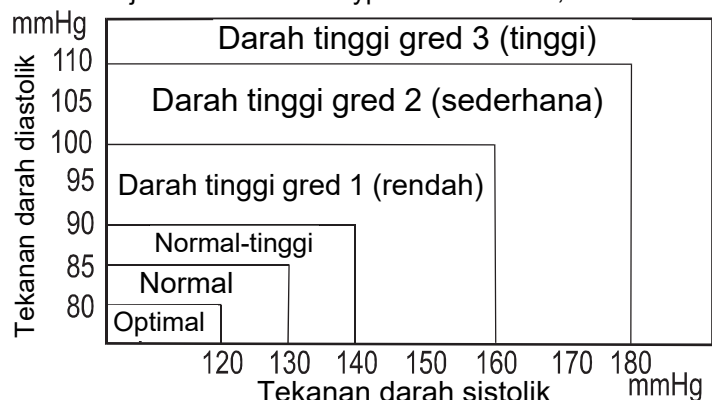 mmHg
Darah tinggi gred 3 (tinggi)
110
105
Darah tinggi gred 2 (sederhana)
100
95
Darah tinggi gred 1 (rendah)
90
Normal-tinggi
85
Normal
80
Optimal
Tekanan darah diastolik
120 130 140 150 160 170 180
Tekanan darah sistolik
mmHg